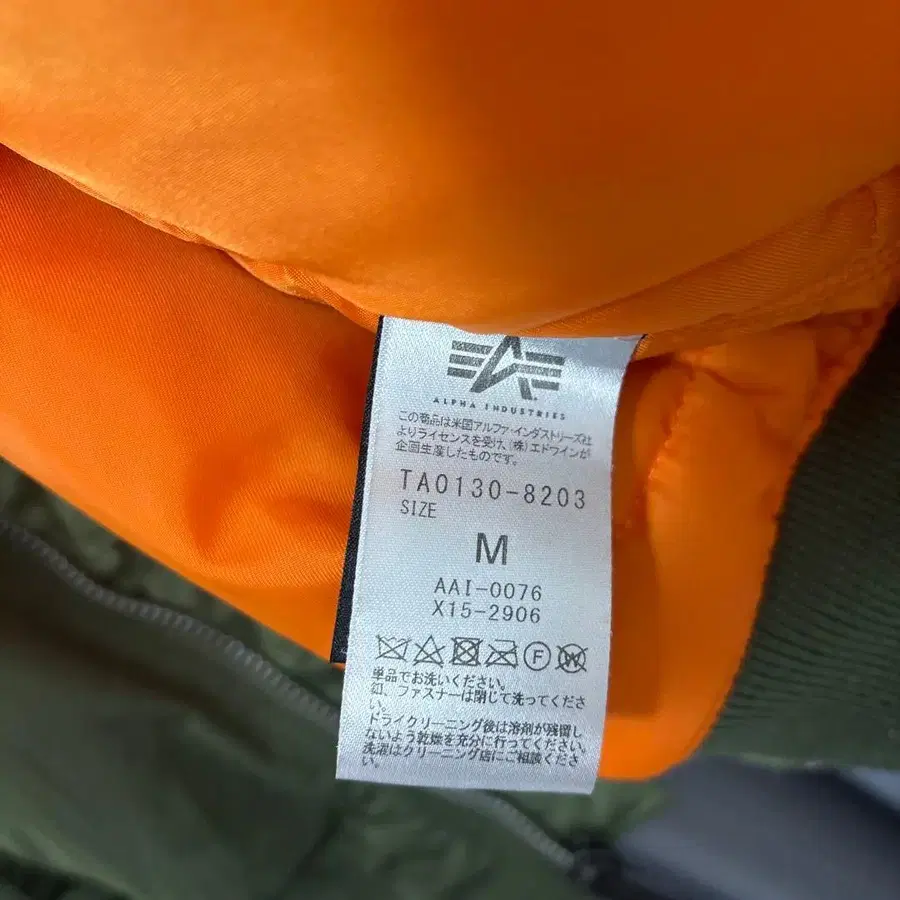 ALPHA INDUSTRIES
この商品は米国アルファ・インダストリーズ社
よりライセンスを受け、(株)エドウインが
企画生産したものです。
TA0130-8203
SIZE
M
AAI-0076
X15-2906
F
W
単品でお洗いください。
釦、ファスナーは閉じて洗ってくださ
い。
ドライクリーニング後は溶剤が残留し
ないよう乾燥を充分に行ってください。
洗濯はクリーニング店にご相談くださ
い。